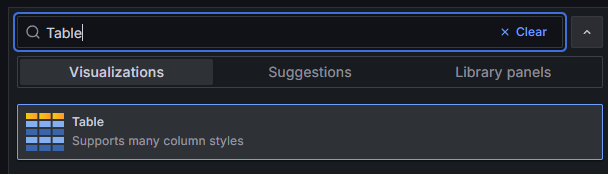 Table
Clear
Visualizations
Suggestions
Library panels
Table
Supports many column styles